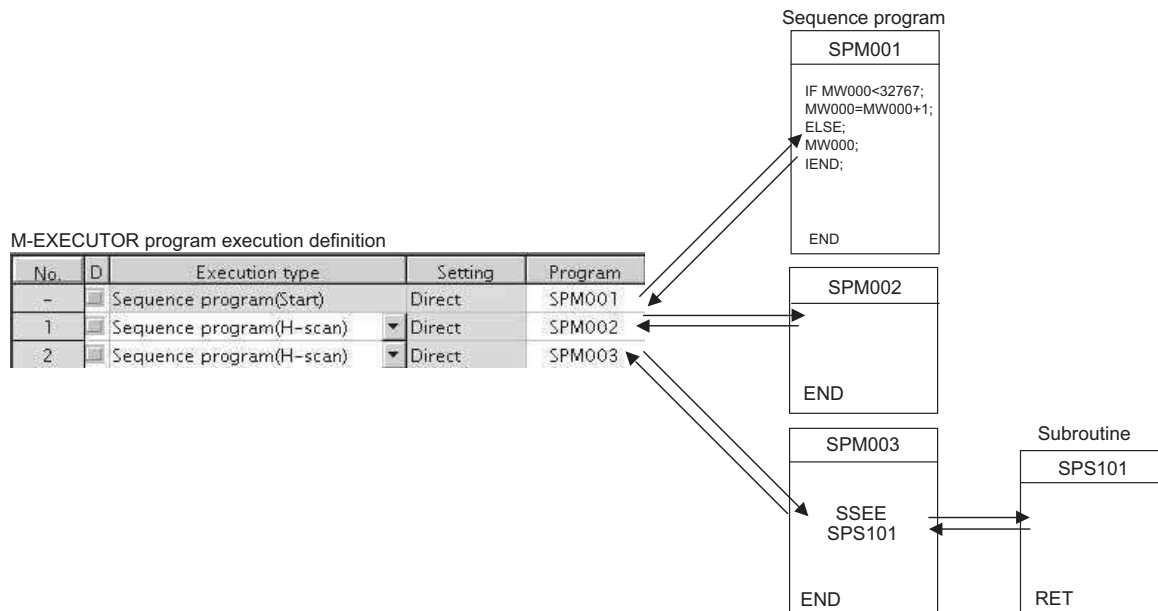 Sequence program
SPM001
IF MW000<32767;
MW000=MW000+1;
ELSE;
MW000;
IEND;
END
M-EXECUTOR program execution definition
No. D Execution type Setting Program
- Sequence program(Start) Direct SPM001
1 Sequence program(H-scan) Direct SPM002
2 Sequence program(H-scan) Direct SPM003
SPM002
END
SPM003
SSEE
SPS101
END
Subroutine
SPS101
RET